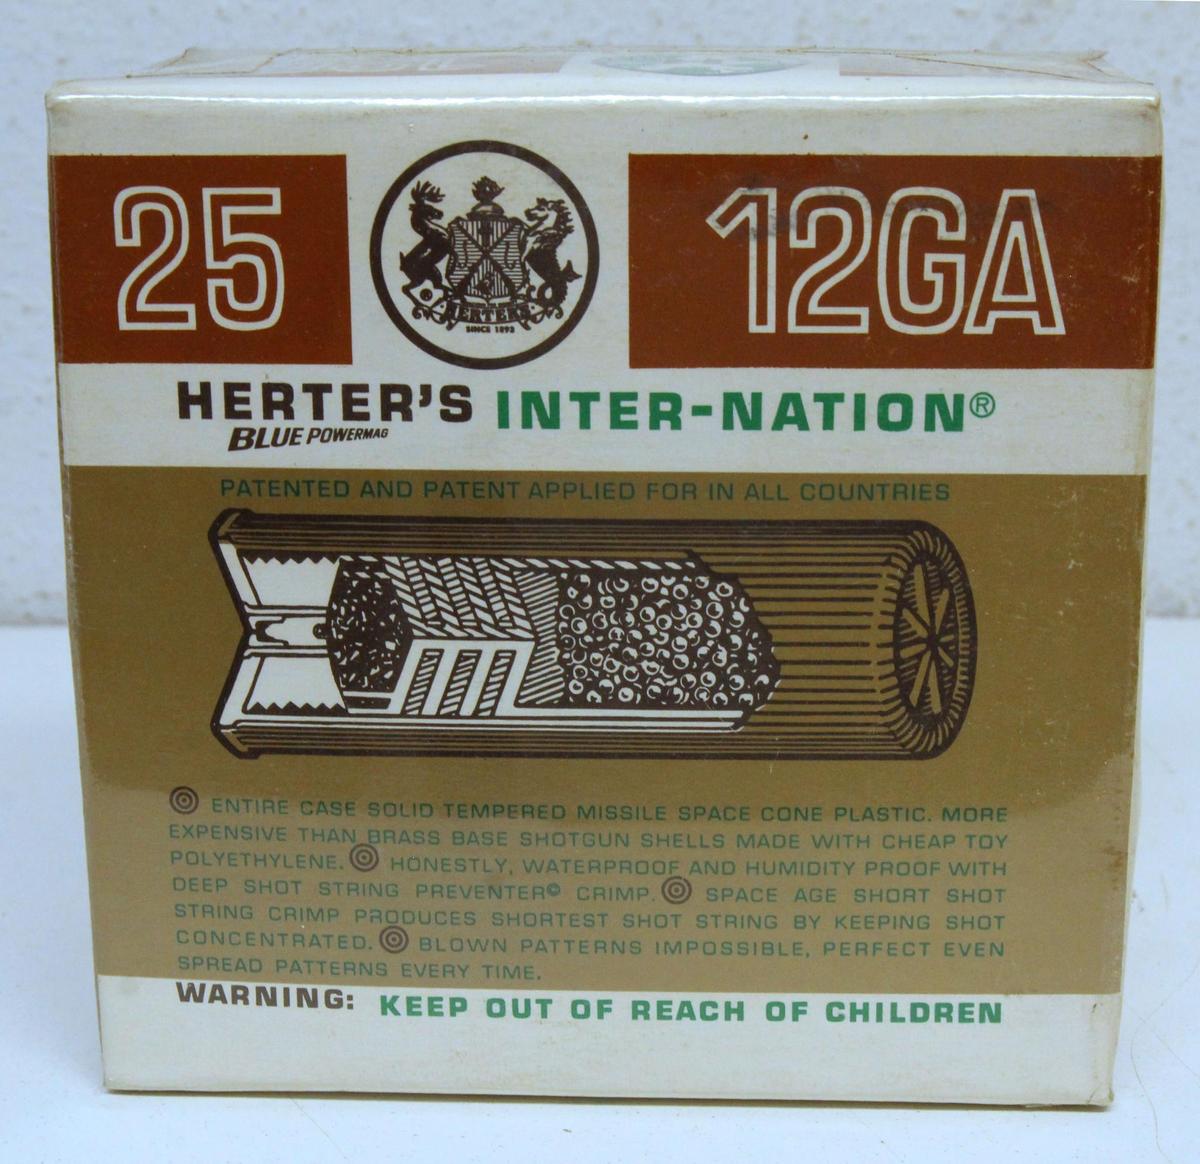 25
12GA
HERTER'S
SINCE 1893
HERTER'S INTER-NATION®
BLUE POWERMAG
PATENTED AND PATENT APPLIED FOR IN ALL COUNTRIES
ENTIRE CASE SOLID TEMPERED MISSILE SPACE CONE PLASTIC. MORE
EXPENSIVE THAN BRASS BASE SHOTGUN SHELLS MADE WITH CHEAP TOY
POLYETHYLENE. HONESTLY, WATERPROOF AND HUMIDITY PROOF WITH
DEEP SHOT STRING PREVENTER© CRIMP. SPACE AGE SHORT SHOT
STRING CRIMP PRODUCES SHORTEST SHOT STRING BY KEEPING SHOT
CONCENTRATED. BLOWN PATTERNS IMPOSSIBLE, PERFECT EVEN
SPREAD PATTERNS EVERY TIME.
WARNING: KEEP OUT OF REACH OF CHILDREN